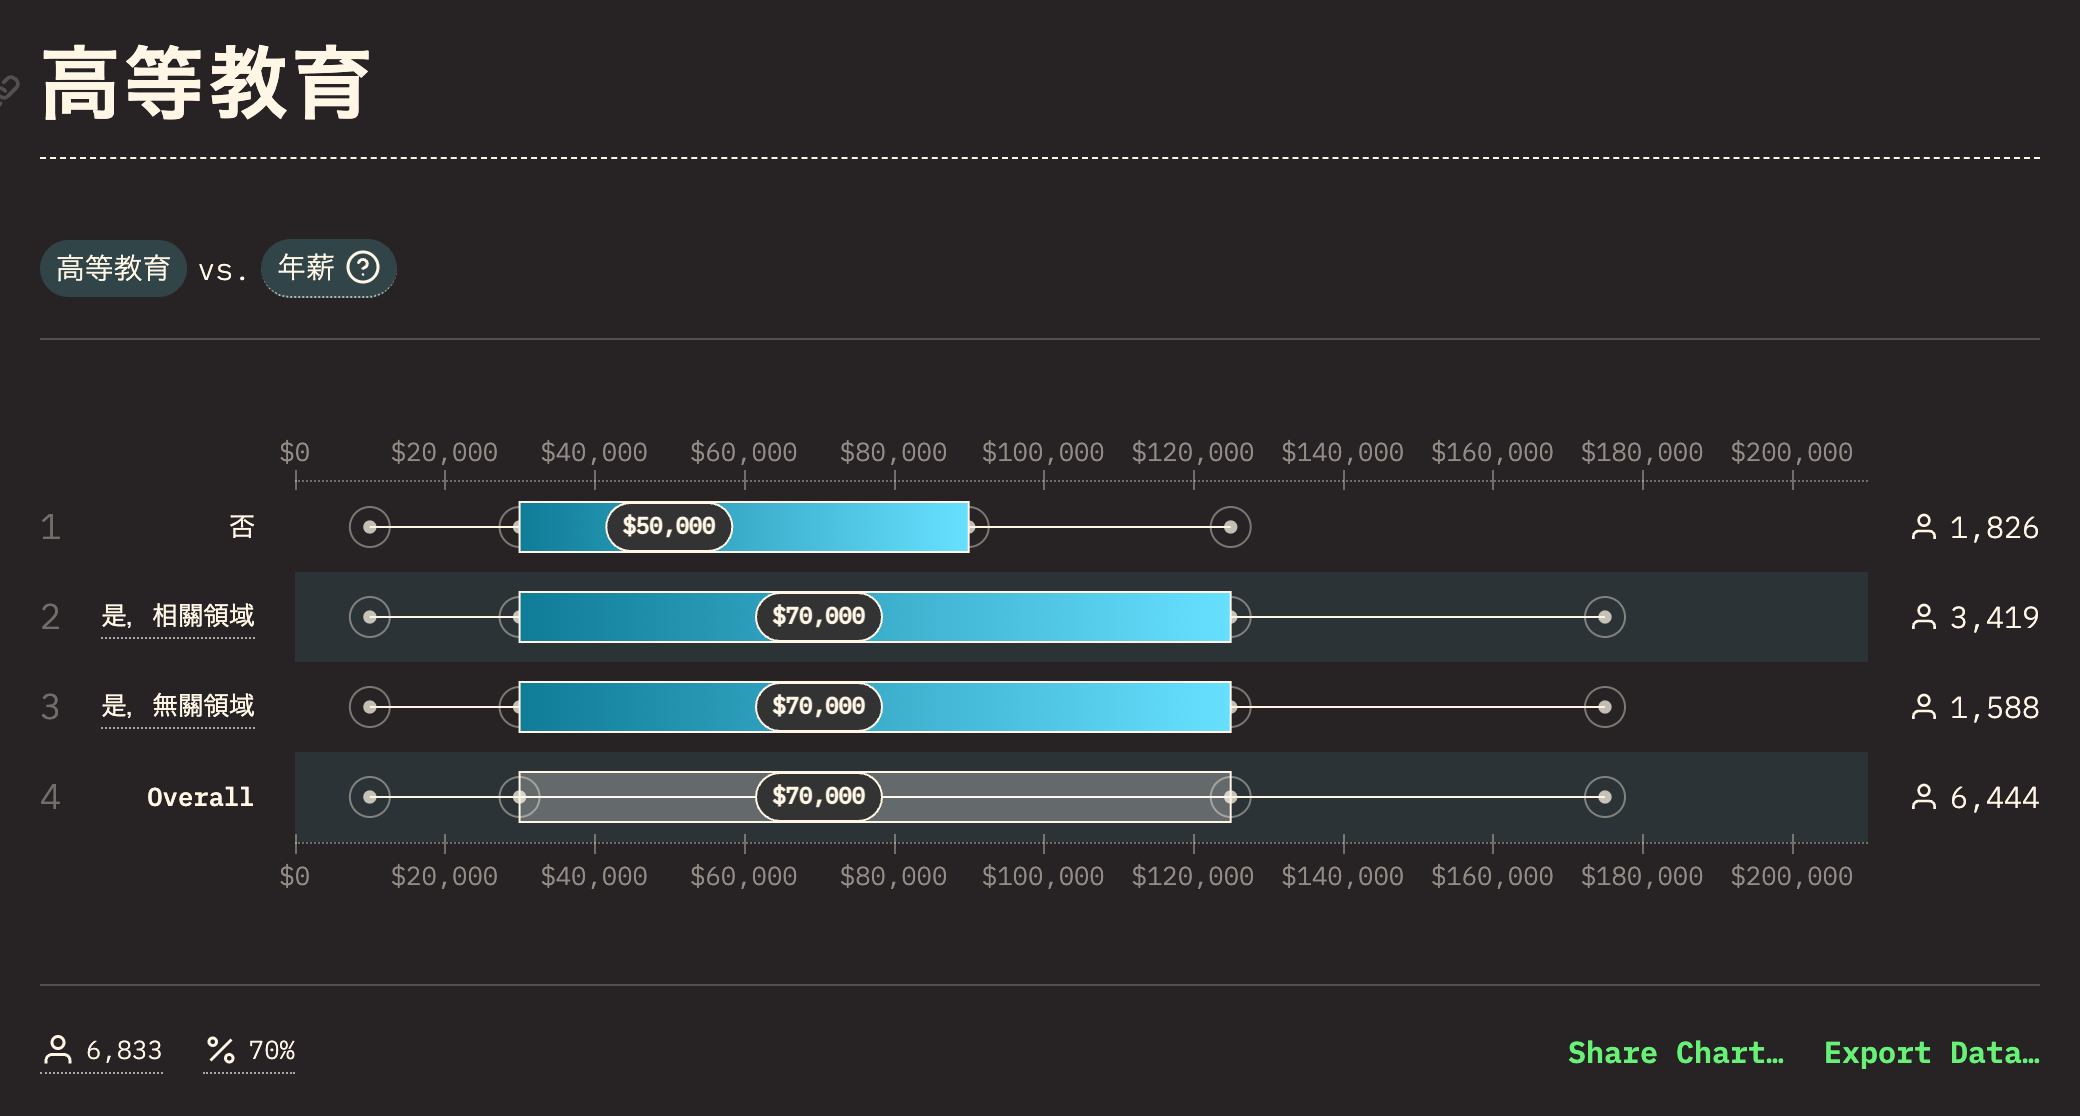 高等教育
高等教育 vs. 年薪
$0 $20,000 $40,000 $60,000 $80,000 $100,000 $120,000 $140,000 $160,000 $180,000 $200,000
1 否 $50,000 1,826
2 是，相關領域 $70,000 3,419
3 是，無關領域 $70,000 1,588
4 Overall $70,000 6,444
$0 $20,000 $40,000 $60,000 $80,000 $100,000 $120,000 $140,000 $160,000 $180,000 $200,000
6,833 70% Share Chart… Export Data…